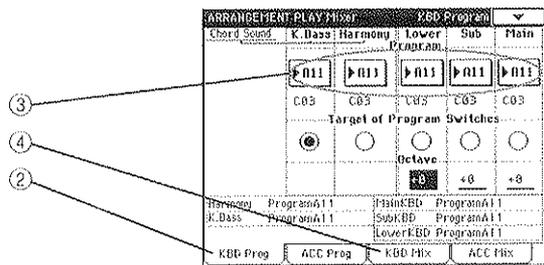 ARRANGEMENT PLAY Mixer KBD Program
Chord Sound K.Bass Harmony Lower Sub Main
Program
③ ▶A11 ▶A11 ▶A11 ▶A11 ▶A11
C03 C03 C03 C03 C03
Target of Program Switches
④
Octave
② +0 +0 +0
Harmony ProgramA11 MainKBD ProgramA11
K.Bass ProgramA11 SubKBD ProgramA11
LowerKBD ProgramA11
KBD Prog ACC Prog KBD Mix ACC Mix